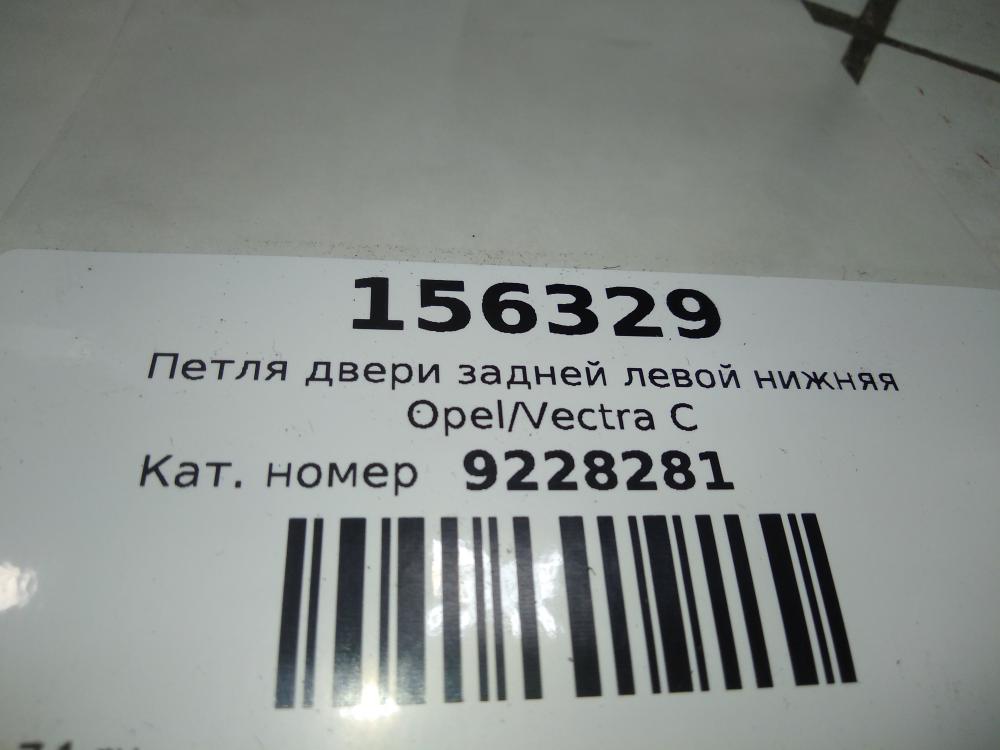 156329
Петля двери задней левой нижняя
Opel/Vectra C
Кат. номер 9228281